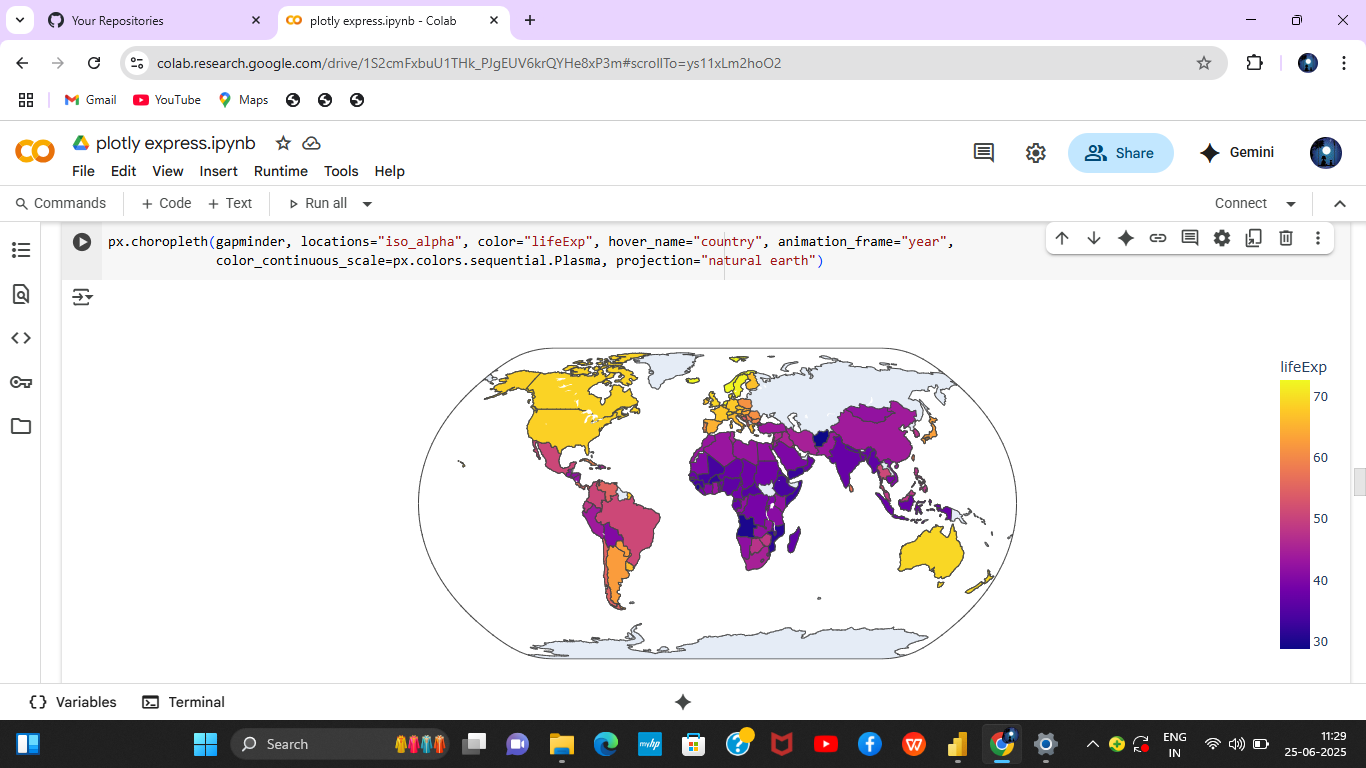 Your Repositories
plotly express.ipynb - Colab
colab.research.google.com/drive/1S2cmFxbuU1THk_PJgEUV6krQYHe8xP3m#scrollTo=ys11xLm2hoO2
Gmail
YouTube
Maps
plotly express.ipynb
Share
Gemini
File Edit View Insert Runtime Tools Help
Commands + Code + Text Run all
Connect
px.choropleth(gapminder, locations="iso_alpha", color="lifeExp", hover_name="country", animation_frame="year",
color_continuous_scale=px.colors.sequential.Plasma, projection="natural earth")
lifeExp
70
60
50
40
30
Variables
Terminal
Search
myhp
ENG
IN
11:29
25-06-2025